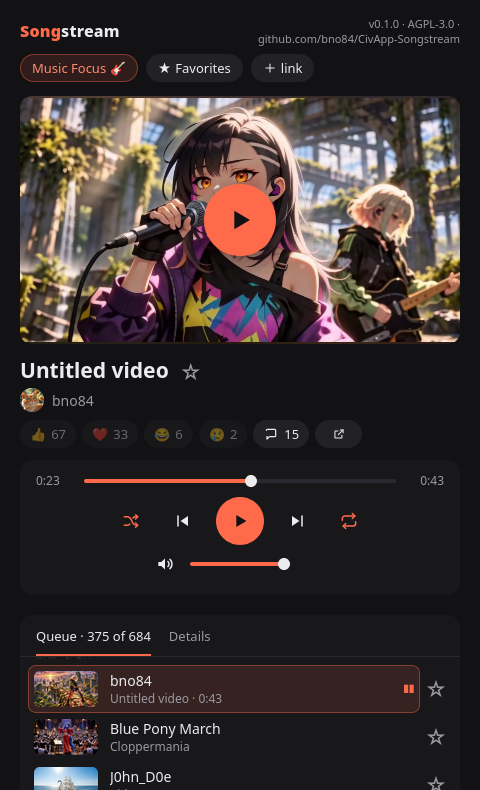 Songstream
v0.1.0 · AGPL-3.0 ·
github.com/bno84/CivApp-Songstream
Music Focus 🎸
★ Favorites
+ link
Untitled video ☆
bno84
👍 67
❤️ 33
😂 6
😢 2
15
0:23
0:43
Queue · 375 of 684
Details
bno84
Untitled video · 0:43
Blue Pony March
Cloppermania
J0hn_D0e